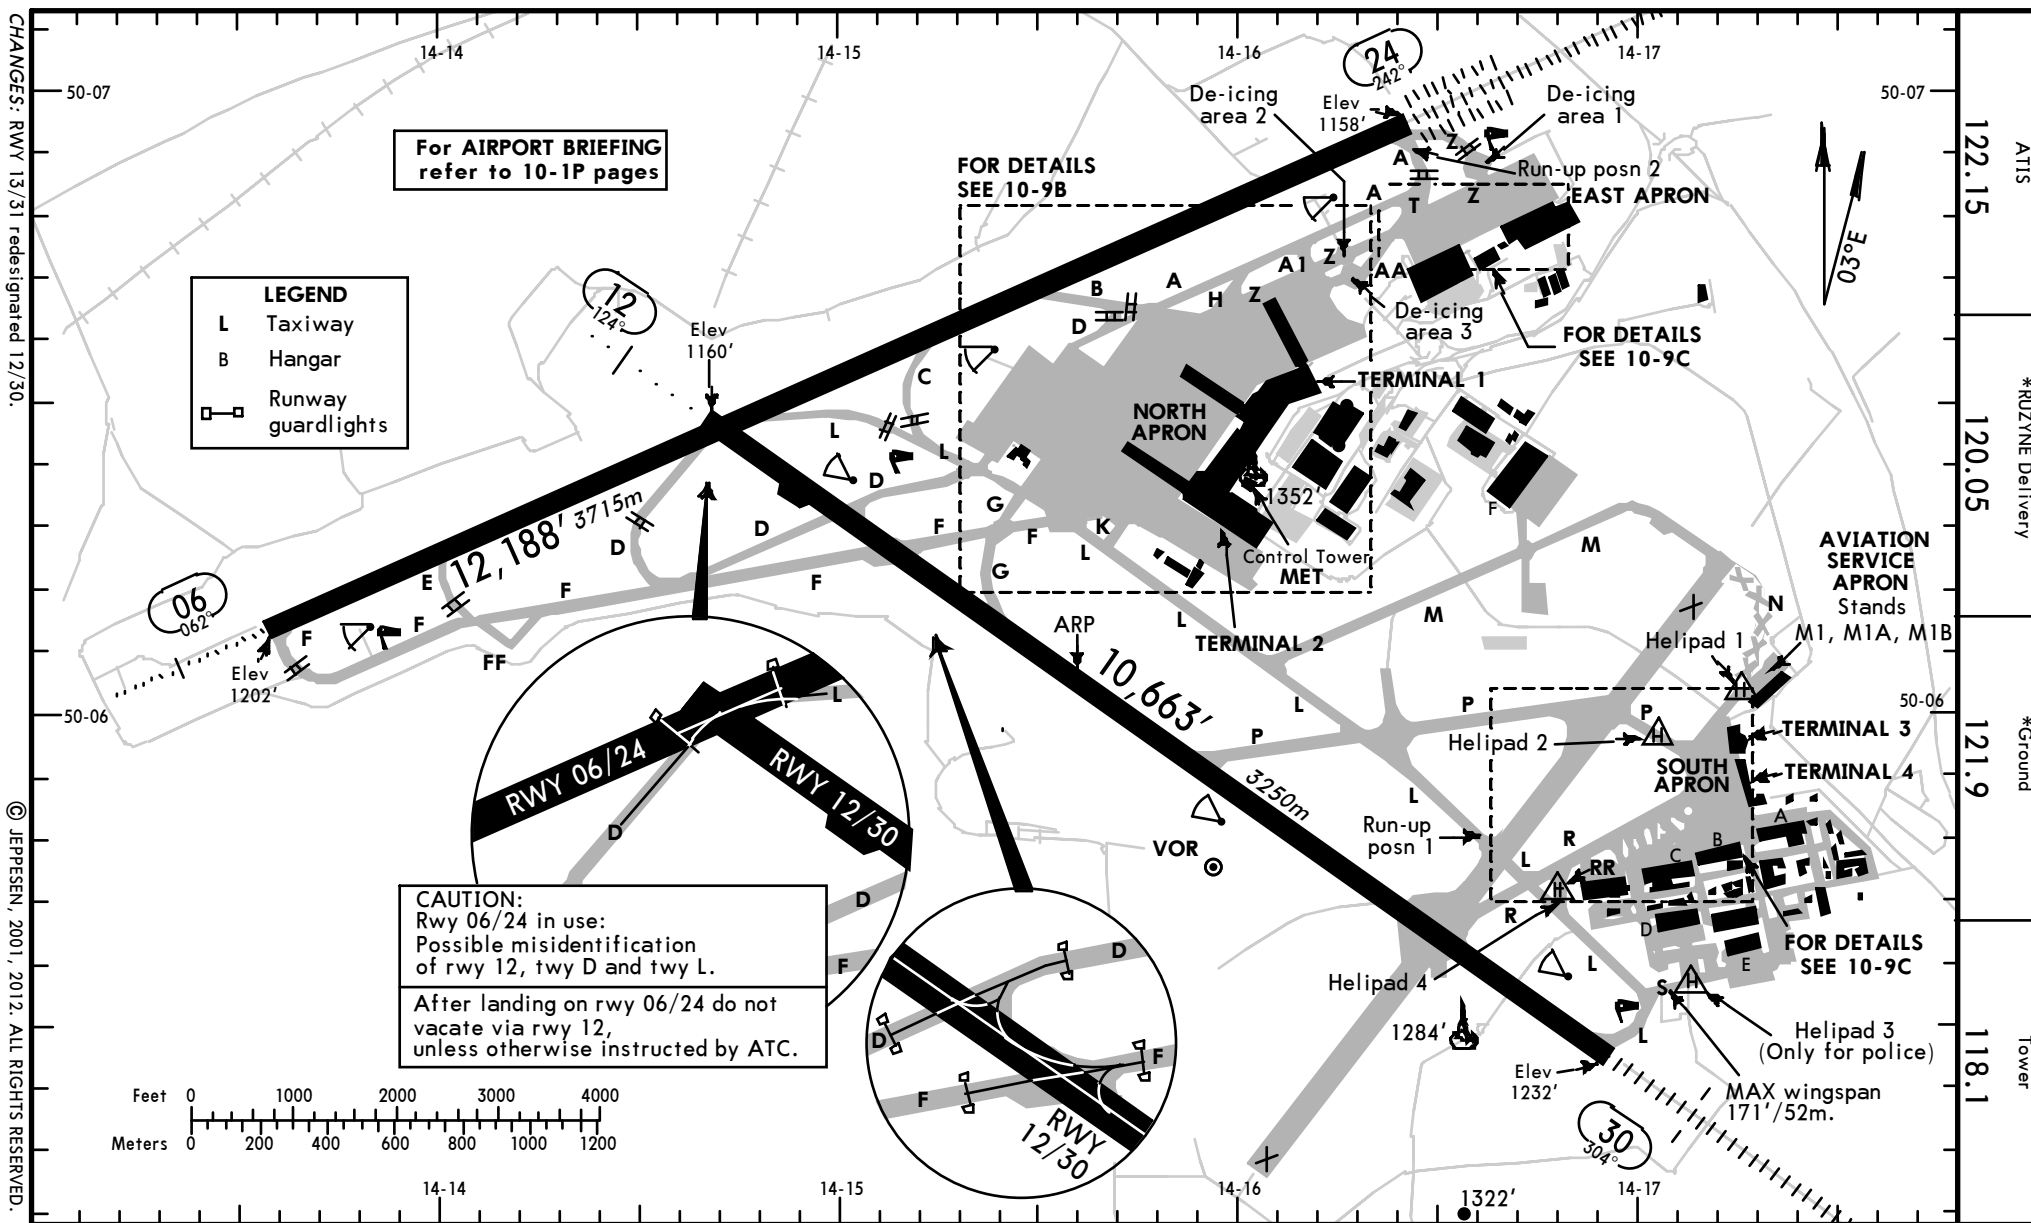 14-14
14-15
14-16
14-17
50-07
50-07
CHANGES: RWY 13/31 redesignated 12/30.
© JEPPESEN, 2001, 2012. ALL RIGHTS RESERVED.
For AIRPORT BRIEFING
refer to 10-1P pages
LEGEND
L Taxiway
B Hangar
Runway
guardlights
24
242°
De-icing
area 2
Elev
1158'
De-icing
area 1
A
Z
Run-up posn 2
FOR DETAILS
SEE 10-9B
A
T
Z
EAST APRON
03°E
12
124°
Elev
1160'
B
D
A
H
A1
Z
Z
AA
De-icing
area 3
FOR DETAILS
SEE 10-9C
C
TERMINAL 1
NORTH
APRON
L
L
D
12,188' 3715m
D
D
E
F
F
F
F
F
FF
G
G
F
K
L
1352'
Control Tower
MET
F
M
M
AVIATION
SERVICE
APRON
Stands
M1, M1A, M1B
N
06
062°
Elev
1202'
50-06
50-06
L
TERMINAL 2
ARP
10,663'
3250m
Helipad 1
H
L
P
P
P
Helipad 2
H
TERMINAL 3
SOUTH
APRON
TERMINAL 4
L
Run-up
posn 1
VOR
R
L
RR
H
R
A
B
C
D
E
FOR DETAILS
SEE 10-9C
Helipad 4
1284'
L
S
H
L
Helipad 3
(Only for police)
Elev
1232'
MAX wingspan
171'/52m.
30
304°
1322'
RWY 06/24
RWY 12/30
L
D
D
F
CAUTION:
Rwy 06/24 in use:
Possible misidentification
of rwy 12, twy D and twy L.
After landing on rwy 06/24 do not
vacate via rwy 12,
unless otherwise instructed by ATC.
D
D
F
F
RWY
12/30
Feet 0 1000 2000 3000 4000
Meters 0 200 400 600 800 1000 1200
14-14
14-15
14-16
14-17
ATIS
122.15
*RUZYNE Delivery
120.05
*Ground
121.9
Tower
118.1